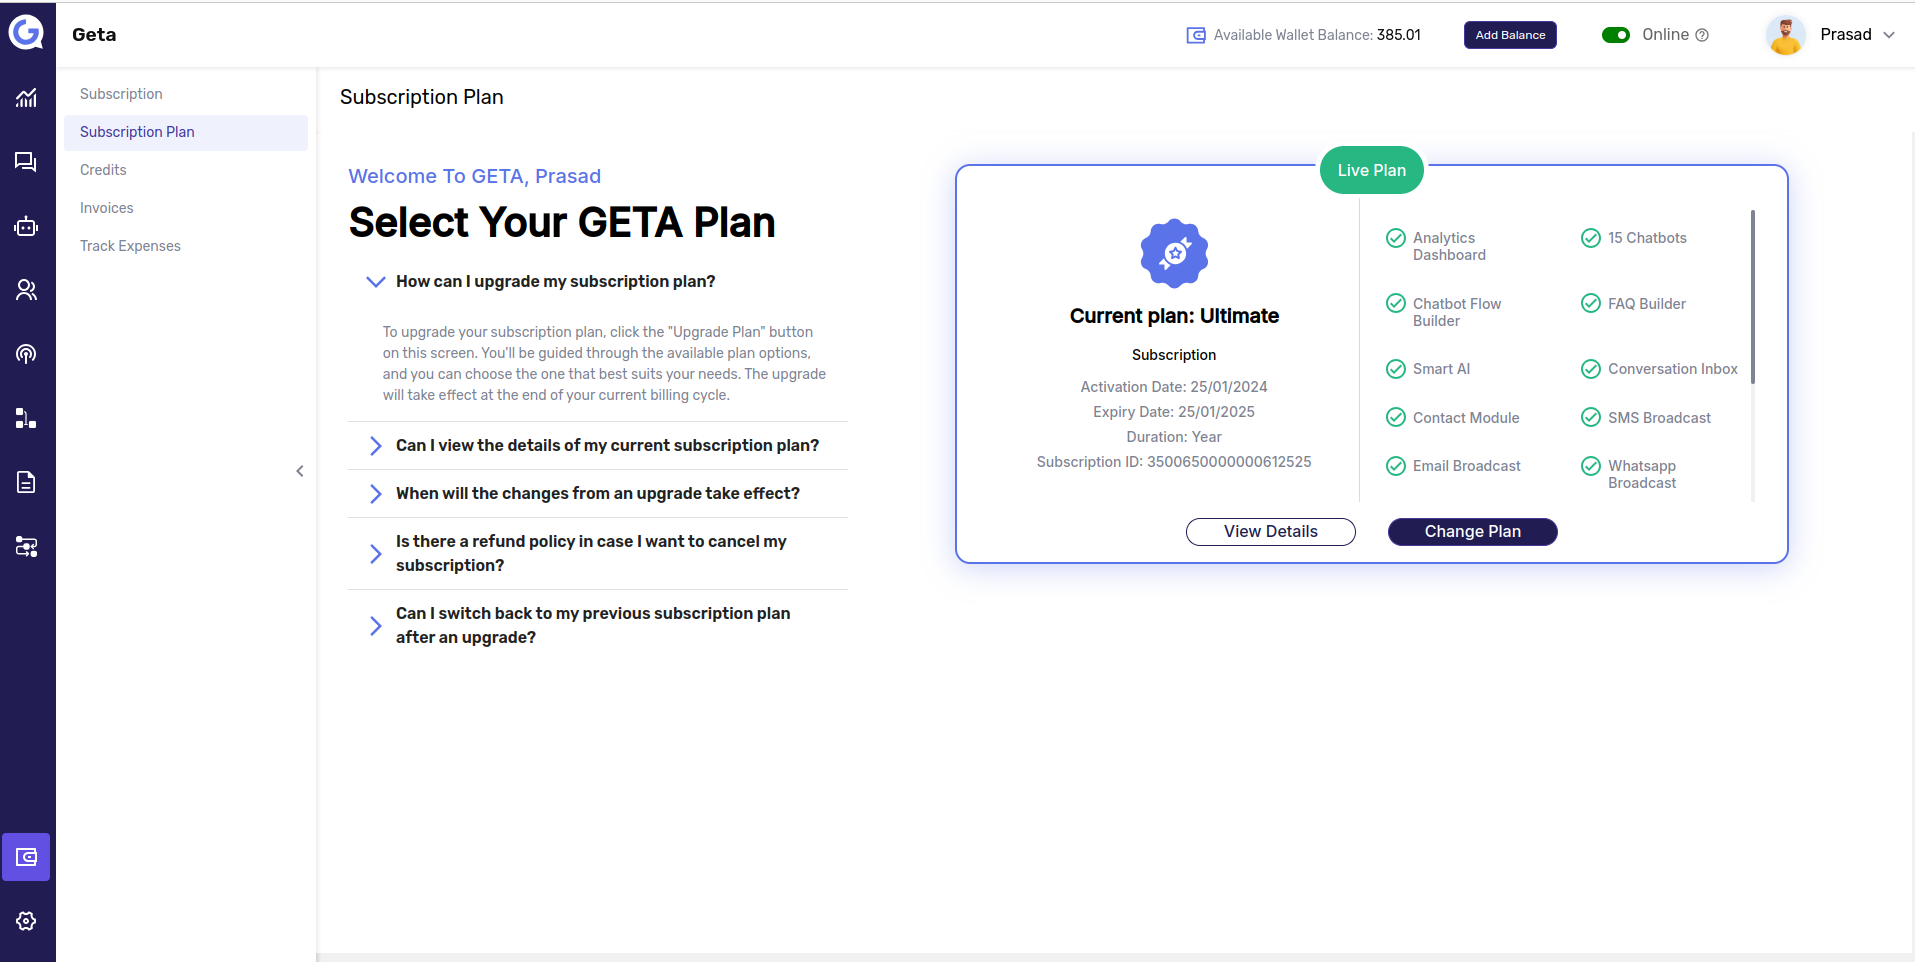 Geta
Available Wallet Balance: 385.01
Add Balance
Online
Prasad
Subscription
Subscription Plan
Credits
Invoices
Track Expenses
Subscription Plan
Welcome To GETA, Prasad
Select Your GETA Plan
How can I upgrade my subscription plan?
To upgrade your subscription plan, click the "Upgrade Plan" button
on this screen. You'll be guided through the available plan options,
and you can choose the one that best suits your needs. The upgrade
will take effect at the end of your current billing cycle.
Can I view the details of my current subscription plan?
When will the changes from an upgrade take effect?
Is there a refund policy in case I want to cancel my
subscription?
Can I switch back to my previous subscription plan
after an upgrade?
Live Plan
Current plan: Ultimate
Subscription
Activation Date: 25/01/2024
Expiry Date: 25/01/2025
Duration: Year
Subscription ID: 3500650000000612525
Analytics
Dashboard
15 Chatbots
Chatbot Flow
Builder
FAQ Builder
Smart AI
Conversation Inbox
Contact Module
SMS Broadcast
Email Broadcast
Whatsapp
Broadcast
View Details
Change Plan